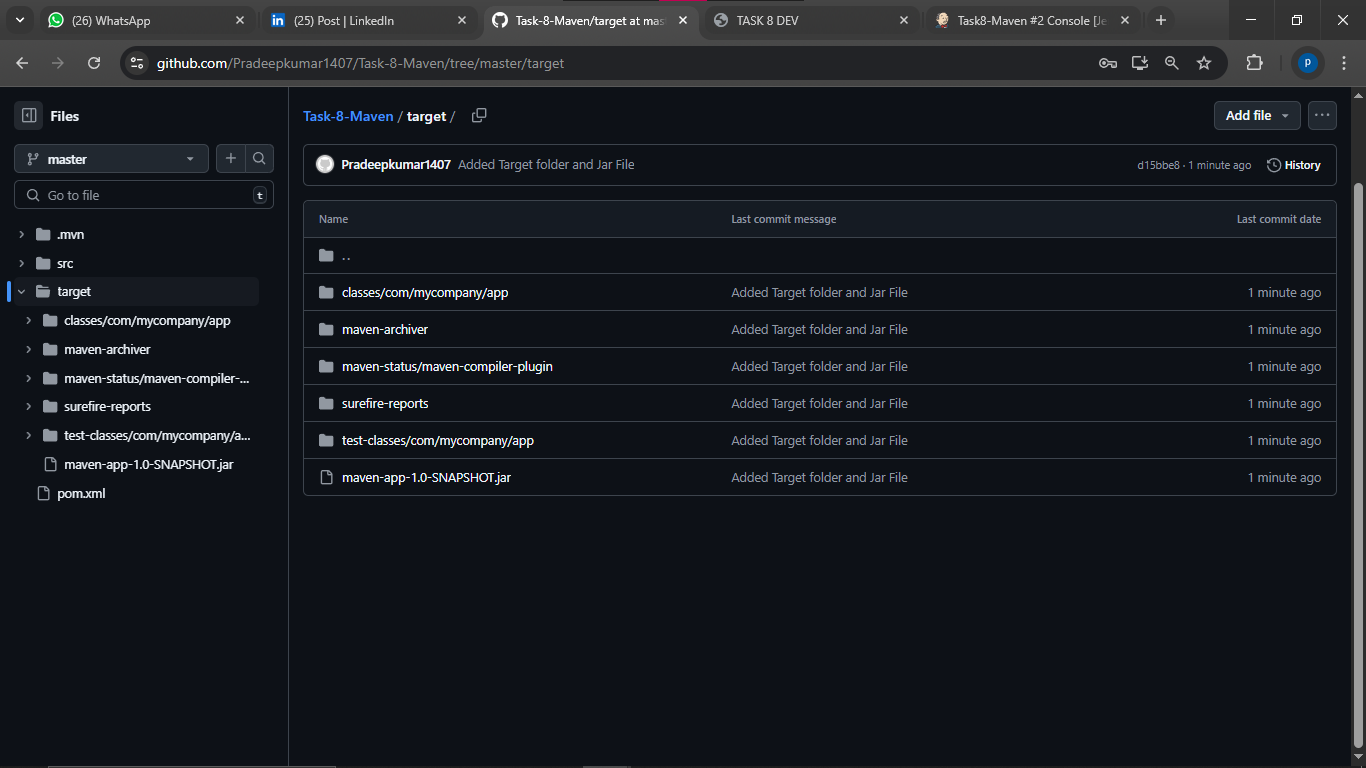 (26) WhatsApp
(25) Post | LinkedIn
Task-8-Maven/target at mas
TASK 8 DEV
Task8-Maven #2 Console [Je
github.com/Pradeepkumar1407/Task-8-Maven/tree/master/target
p
Files
master
Go to file
t
.mvn
src
target
classes/com/mycompany/app
maven-archiver
maven-status/maven-compiler-...
surefire-reports
test-classes/com/mycompany/a...
maven-app-1.0-SNAPSHOT.jar
pom.xml
Task-8-Maven / target /
Add file
Pradeepkumar1407 Added Target folder and Jar File
d15bbe8 · 1 minute ago
History
Name Last commit message Last commit date
..
classes/com/mycompany/app Added Target folder and Jar File 1 minute ago
maven-archiver Added Target folder and Jar File 1 minute ago
maven-status/maven-compiler-plugin Added Target folder and Jar File 1 minute ago
surefire-reports Added Target folder and Jar File 1 minute ago
test-classes/com/mycompany/app Added Target folder and Jar File 1 minute ago
maven-app-1.0-SNAPSHOT.jar Added Target folder and Jar File 1 minute ago